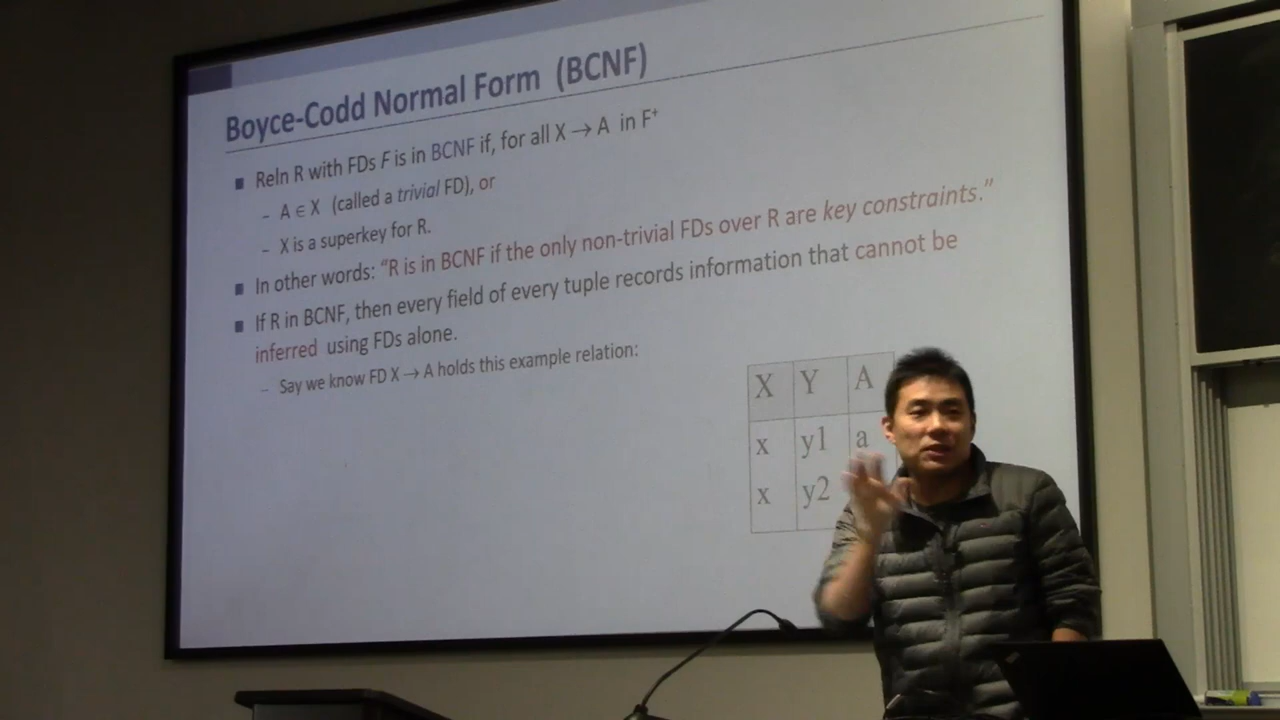 Boyce-Codd Normal Form (BCNF)
■ Reln R with FDs F is in BCNF if, for all X → A in F⁺
– A ∈ X (called a trivial FD), or
– X is a superkey for R.
■ In other words: “R is in BCNF if the only non-trivial FDs over R are key constraints.”
■ If R in BCNF, then every field of every tuple records information that cannot be
inferred using FDs alone.
– Say we know FD X → A holds this example relation:
X Y A
x y1 a
x y2